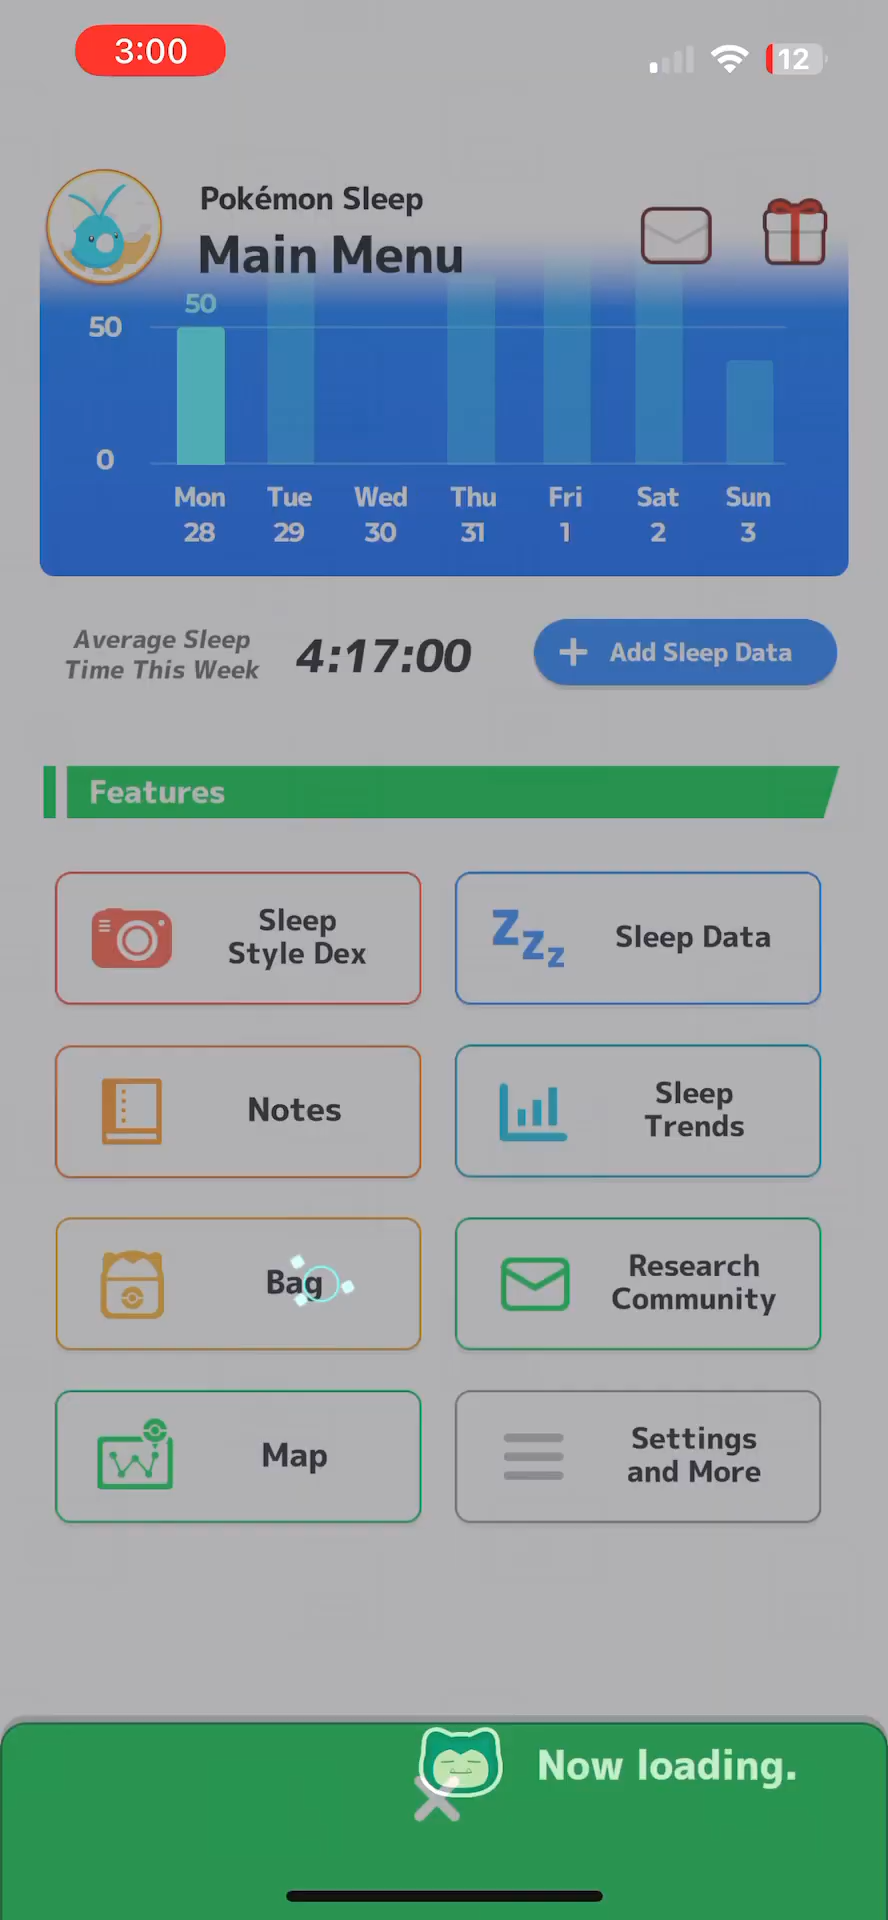 3:00
12
Pokémon Sleep
Main Menu
50
50
0
Mon Tue Wed Thu Fri Sat Sun
28 29 30 31 1 2 3
Average Sleep
Time This Week
4:17:00
+ Add Sleep Data
Features
Sleep
Style Dex
zzz
Sleep Data
Notes
Sleep
Trends
Bag
Research
Community
Map
Settings
and More
Now loading.